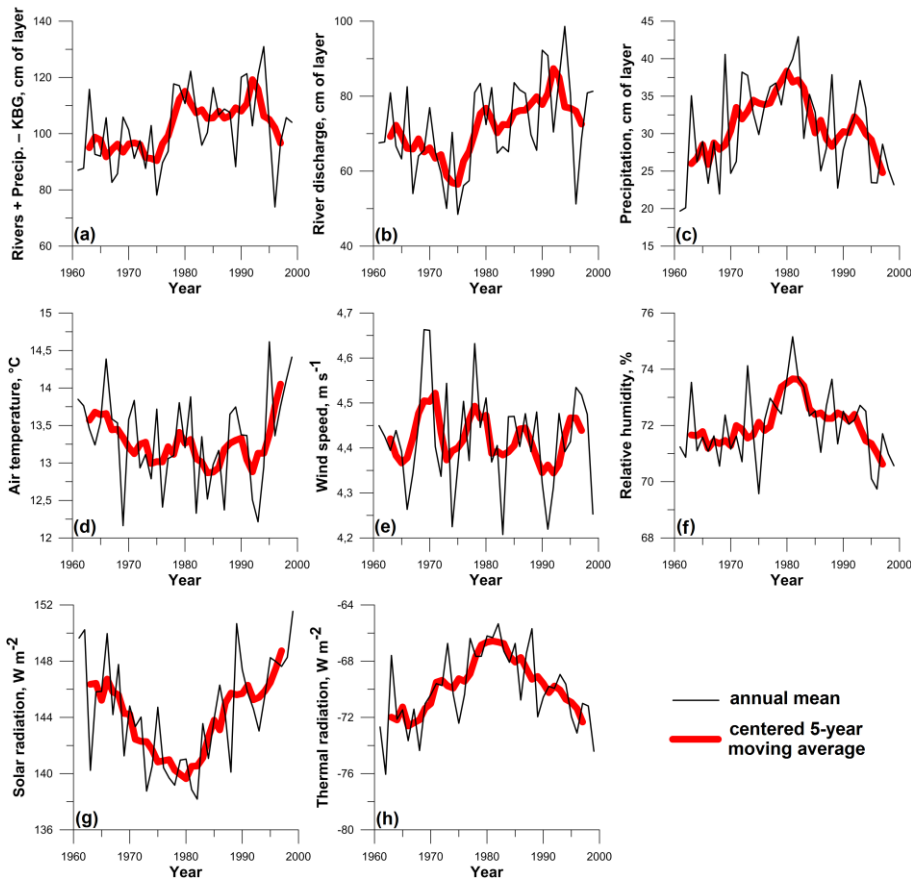 Rivers + Precip. – KBG, cm of layer
140
120
100
80
60
(a)
1960 1970 1980 1990 2000
Year
River discharge, cm of layer
100
80
60
40
(b)
1960 1970 1980 1990 2000
Year
Precipitation, cm of layer
45
40
35
30
25
20
15
(c)
1960 1970 1980 1990 2000
Year
Air temperature, °C
15
14,5
14
13,5
13
12,5
12
(d)
1960 1970 1980 1990 2000
Year
Wind speed, m s⁻¹
4,7
4,6
4,5
4,4
4,3
4,2
(e)
1960 1970 1980 1990 2000
Year
Relative humidity, %
76
74
72
70
68
(f)
1960 1970 1980 1990 2000
Year
Solar radiation, W m⁻²
152
148
144
140
136
(g)
1960 1970 1980 1990 2000
Year
Thermal radiation, W m⁻²
-64
-68
-72
-76
-80
(h)
1960 1970 1980 1990 2000
Year
annual mean
centered 5-year
moving average